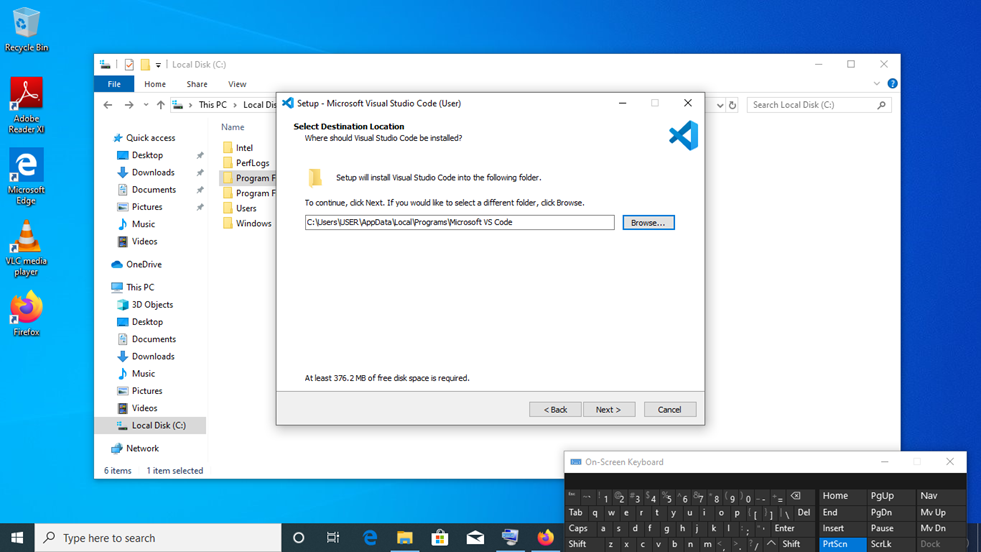 Recycle Bin
Adobe
Reader XI
Microsoft
Edge
VLC media
player
Firefox
Local Disk (C:)
File Home Share View
This PC Local Dis
Search Local Disk (C:)
Quick access
Desktop
Downloads
Documents
Pictures
Music
Videos
OneDrive
This PC
3D Objects
Desktop
Documents
Downloads
Music
Pictures
Videos
Local Disk (C:)
Network
Name
Intel
PerfLogs
Program F
Program F
Users
Windows
6 items 1 item selected
Setup - Microsoft Visual Studio Code (User)
Select Destination Location
Where should Visual Studio Code be installed?
Setup will install Visual Studio Code into the following folder.
To continue, click Next. If you would like to select a different folder, click Browse.
C:\Users\USER\AppData\Local\Programs\Microsoft VS Code
Browse...
At least 376.2 MB of free disk space is required.
< Back Next > Cancel
On-Screen Keyboard
1 2 3 4 5 6 7 8 9 0 - = Home PgUp Nav
Tab q w e r t y u i o p [ ] \ Del End PgDn Mv Up
Caps a s d f g h j k l ; ' Enter Insert Pause Mv Dn
Shift z x c v b n m , . / Shift PrtScn ScrLk Dock
Type here to search